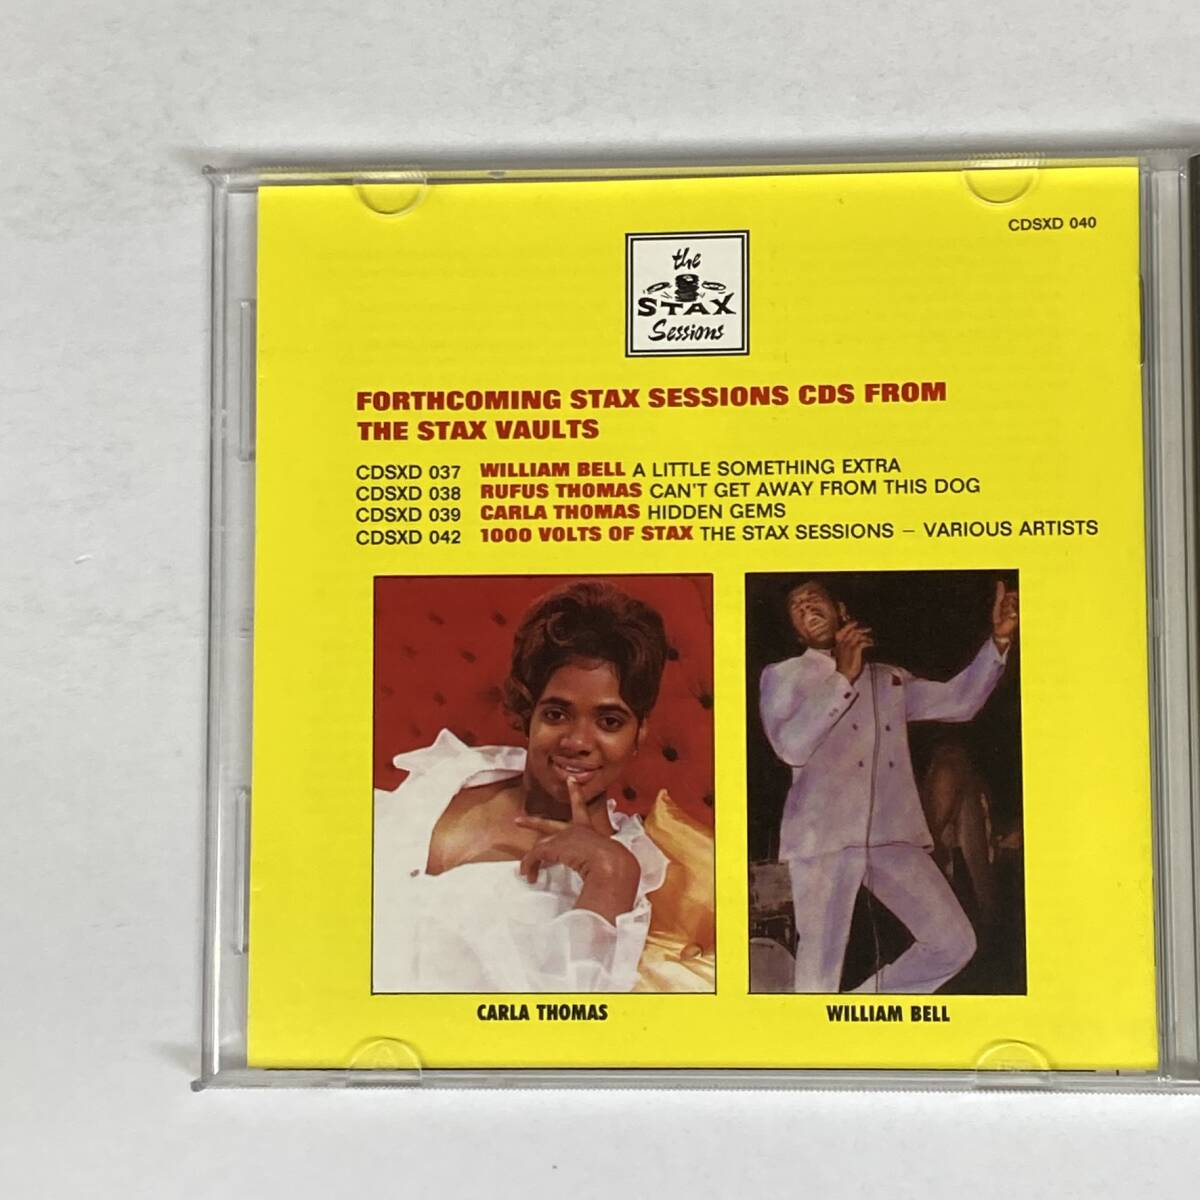 CDSXD 040
the
STAX
Sessions
FORTHCOMING STAX SESSIONS CDS FROM
THE STAX VAULTS
CDSXD 037 WILLIAM BELL A LITTLE SOMETHING EXTRA
CDSXD 038 RUFUS THOMAS CAN'T GET AWAY FROM THIS DOG
CDSXD 039 CARLA THOMAS HIDDEN GEMS
CDSXD 042 1000 VOLTS OF STAX THE STAX SESSIONS – VARIOUS ARTISTS
CARLA THOMAS
WILLIAM BELL